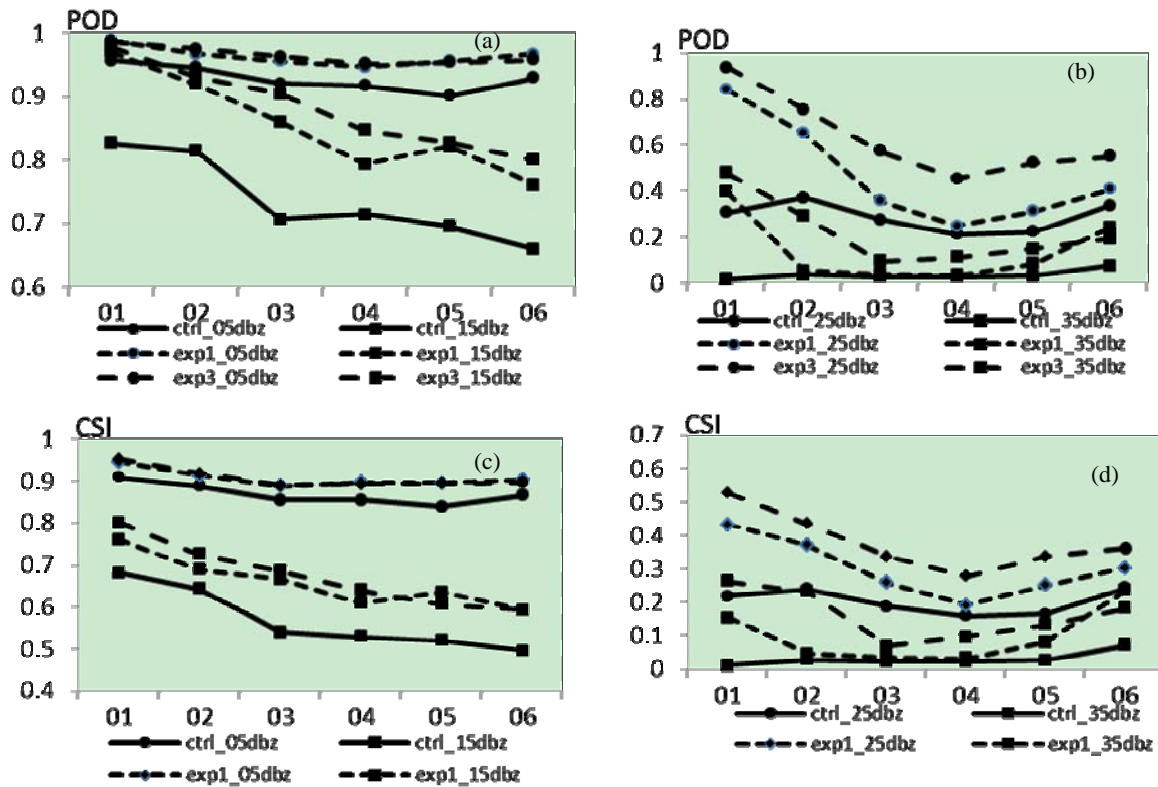 POD
(a)
1
0.9
0.8
0.7
0.6
01 02 03 04 05 06
ctrl_05dbz ctrl_15dbz
exp1_05dbz exp1_15dbz
exp3_05dbz exp3_15dbz
POD
(b)
1
0.8
0.6
0.4
0.2
0
01 02 03 04 05 06
ctrl_25dbz ctrl_35dbz
exp1_25dbz exp1_35dbz
exp3_25dbz exp3_35dbz
CSI
(c)
1
0.9
0.8
0.7
0.6
0.5
0.4
01 02 03 04 05 06
ctrl_05dbz ctrl_15dbz
exp1_05dbz exp1_15dbz
CSI
(d)
0.7
0.6
0.5
0.4
0.3
0.2
0.1
0
01 02 03 04 05 06
ctrl_25dbz ctrl_35dbz
exp1_25dbz exp1_35dbz